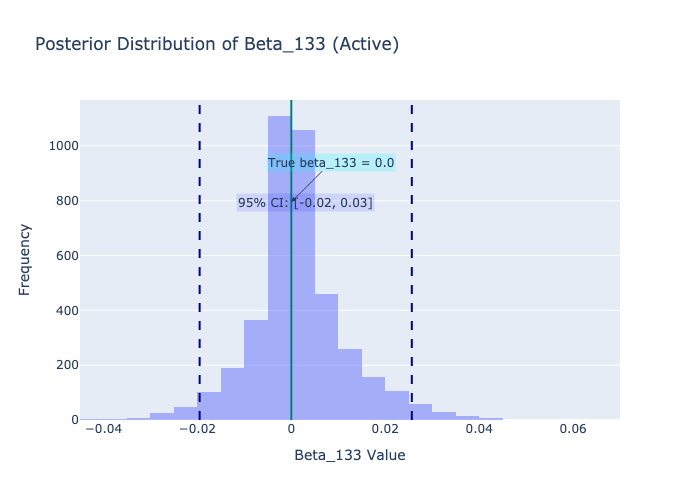 Posterior Distribution of Beta_133 (Active)
1000
800
600
400
200
0
Frequency
True beta_133 = 0.0
95% CI: [-0.02, 0.03]
−0.04
−0.02
0
0.02
0.04
0.06
Beta_133 Value